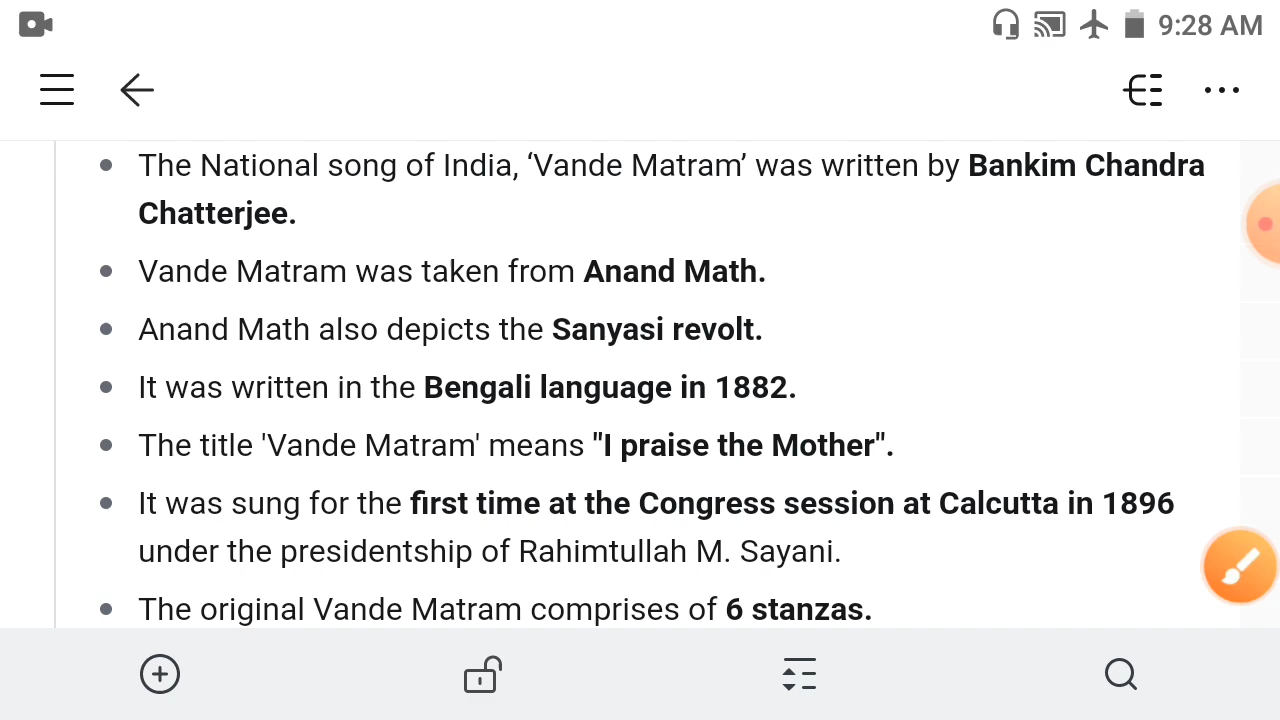 9:28 AM
The National song of India, ‘Vande Matram’ was written by Bankim Chandra
Chatterjee.
Vande Matram was taken from Anand Math.
Anand Math also depicts the Sanyasi revolt.
It was written in the Bengali language in 1882.
The title 'Vande Matram' means "I praise the Mother".
It was sung for the first time at the Congress session at Calcutta in 1896
under the presidentship of Rahimtullah M. Sayani.
The original Vande Matram comprises of 6 stanzas.